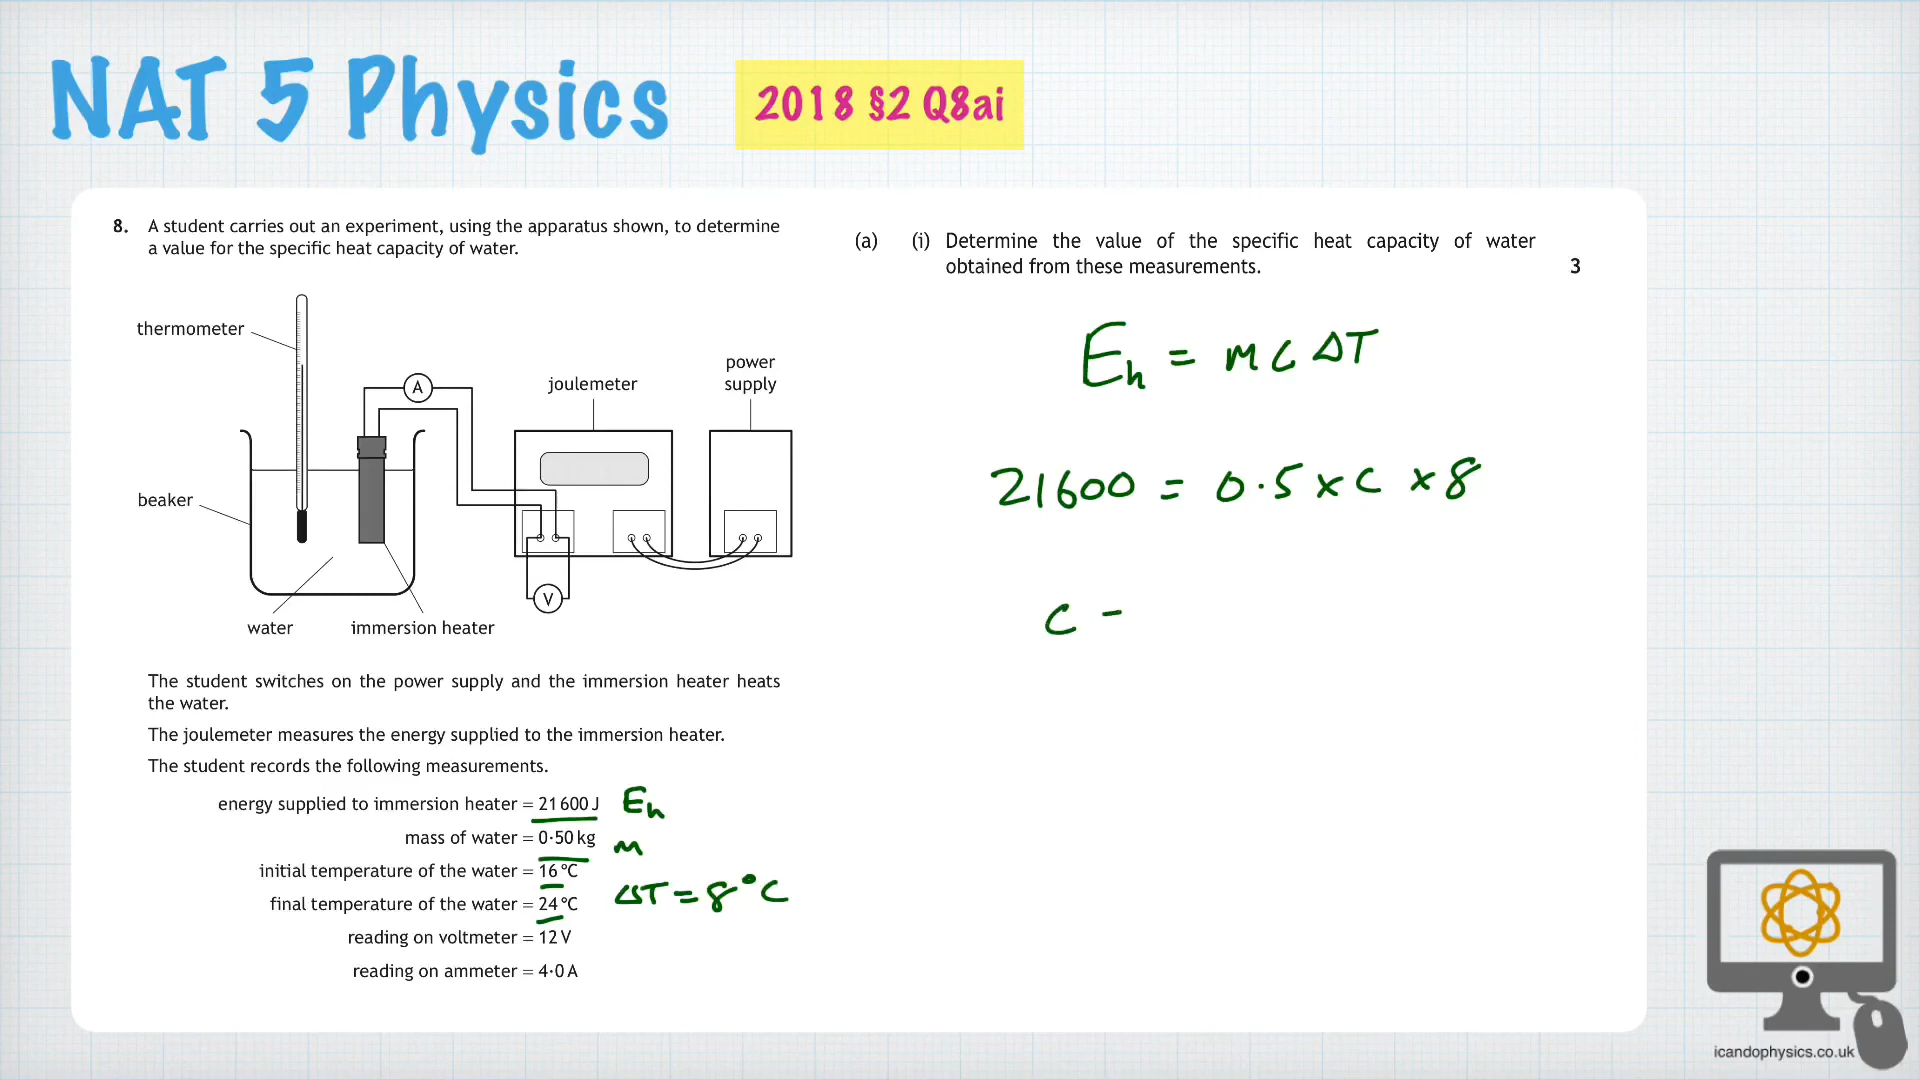 NAT 5 Physics
2018 §2 Q8ai
8. A student carries out an experiment, using the apparatus shown, to determine
a value for the specific heat capacity of water.
thermometer
A
joulemeter
power
supply
beaker
V
water
immersion heater
The student switches on the power supply and the immersion heater heats
the water.
The joulemeter measures the energy supplied to the immersion heater.
The student records the following measurements.
energy supplied to immersion heater = 21 600 J Eh
mass of water = 0·50 kg m
initial temperature of the water = 16 °C
final temperature of the water = 24 °C ΔT = 8°C
reading on voltmeter = 12 V
reading on ammeter = 4·0 A
(a) (i) Determine the value of the specific heat capacity of water
obtained from these measurements. 3
Eh = mcΔT
21600 = 0·5 × c × 8
c -
icandophysics.co.uk